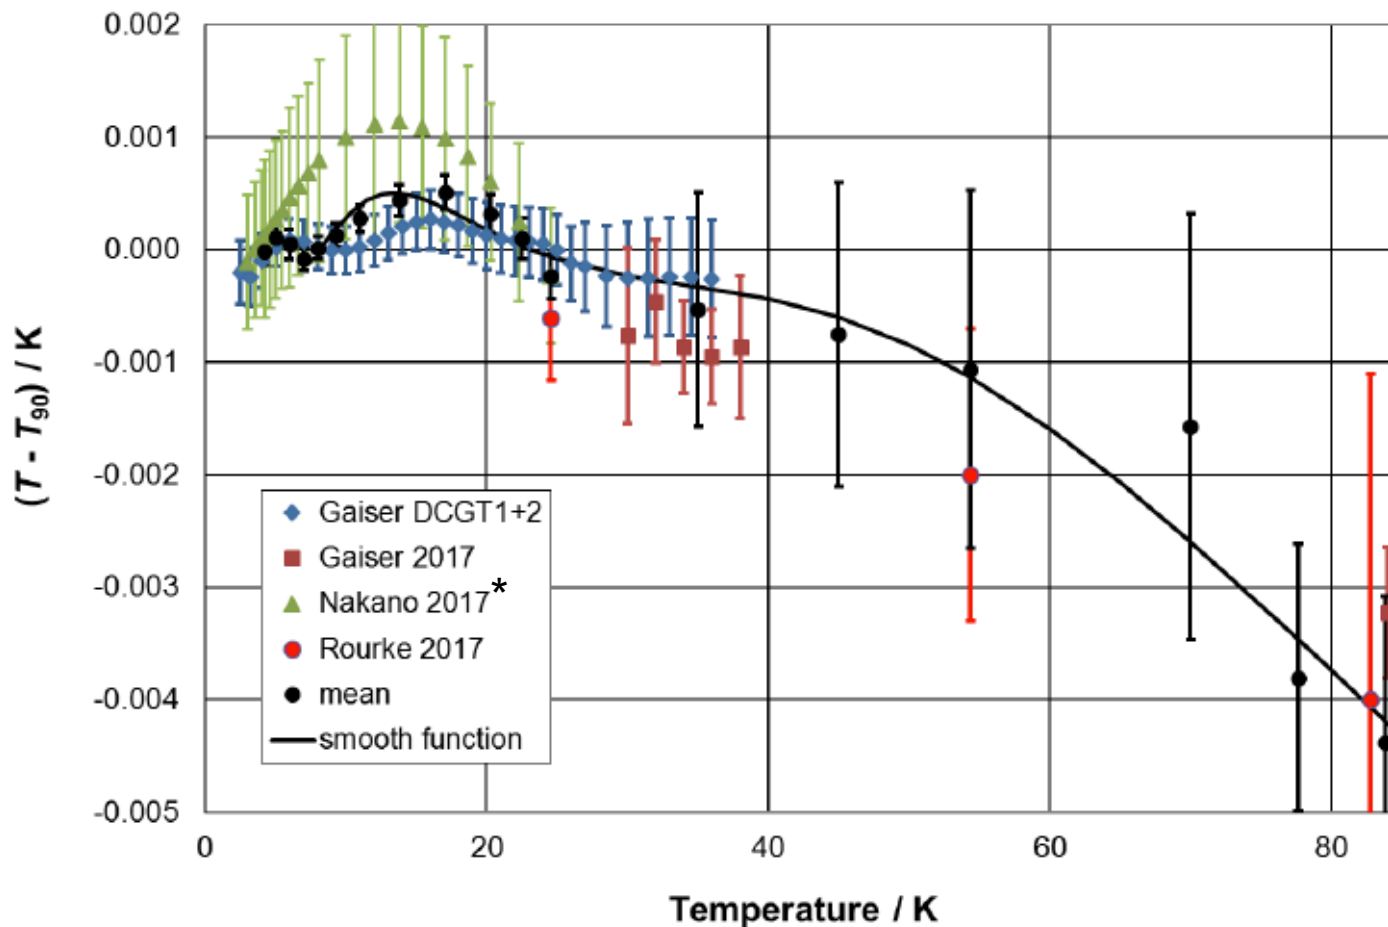 0.002
0.001
0.000
-0.001
-0.002
-0.003
-0.004
-0.005
(T - T90) / K
Gaiser DCGT1+2
Gaiser 2017
Nakano 2017*
Rourke 2017
mean
smooth function
0 20 40 60 80
Temperature / K